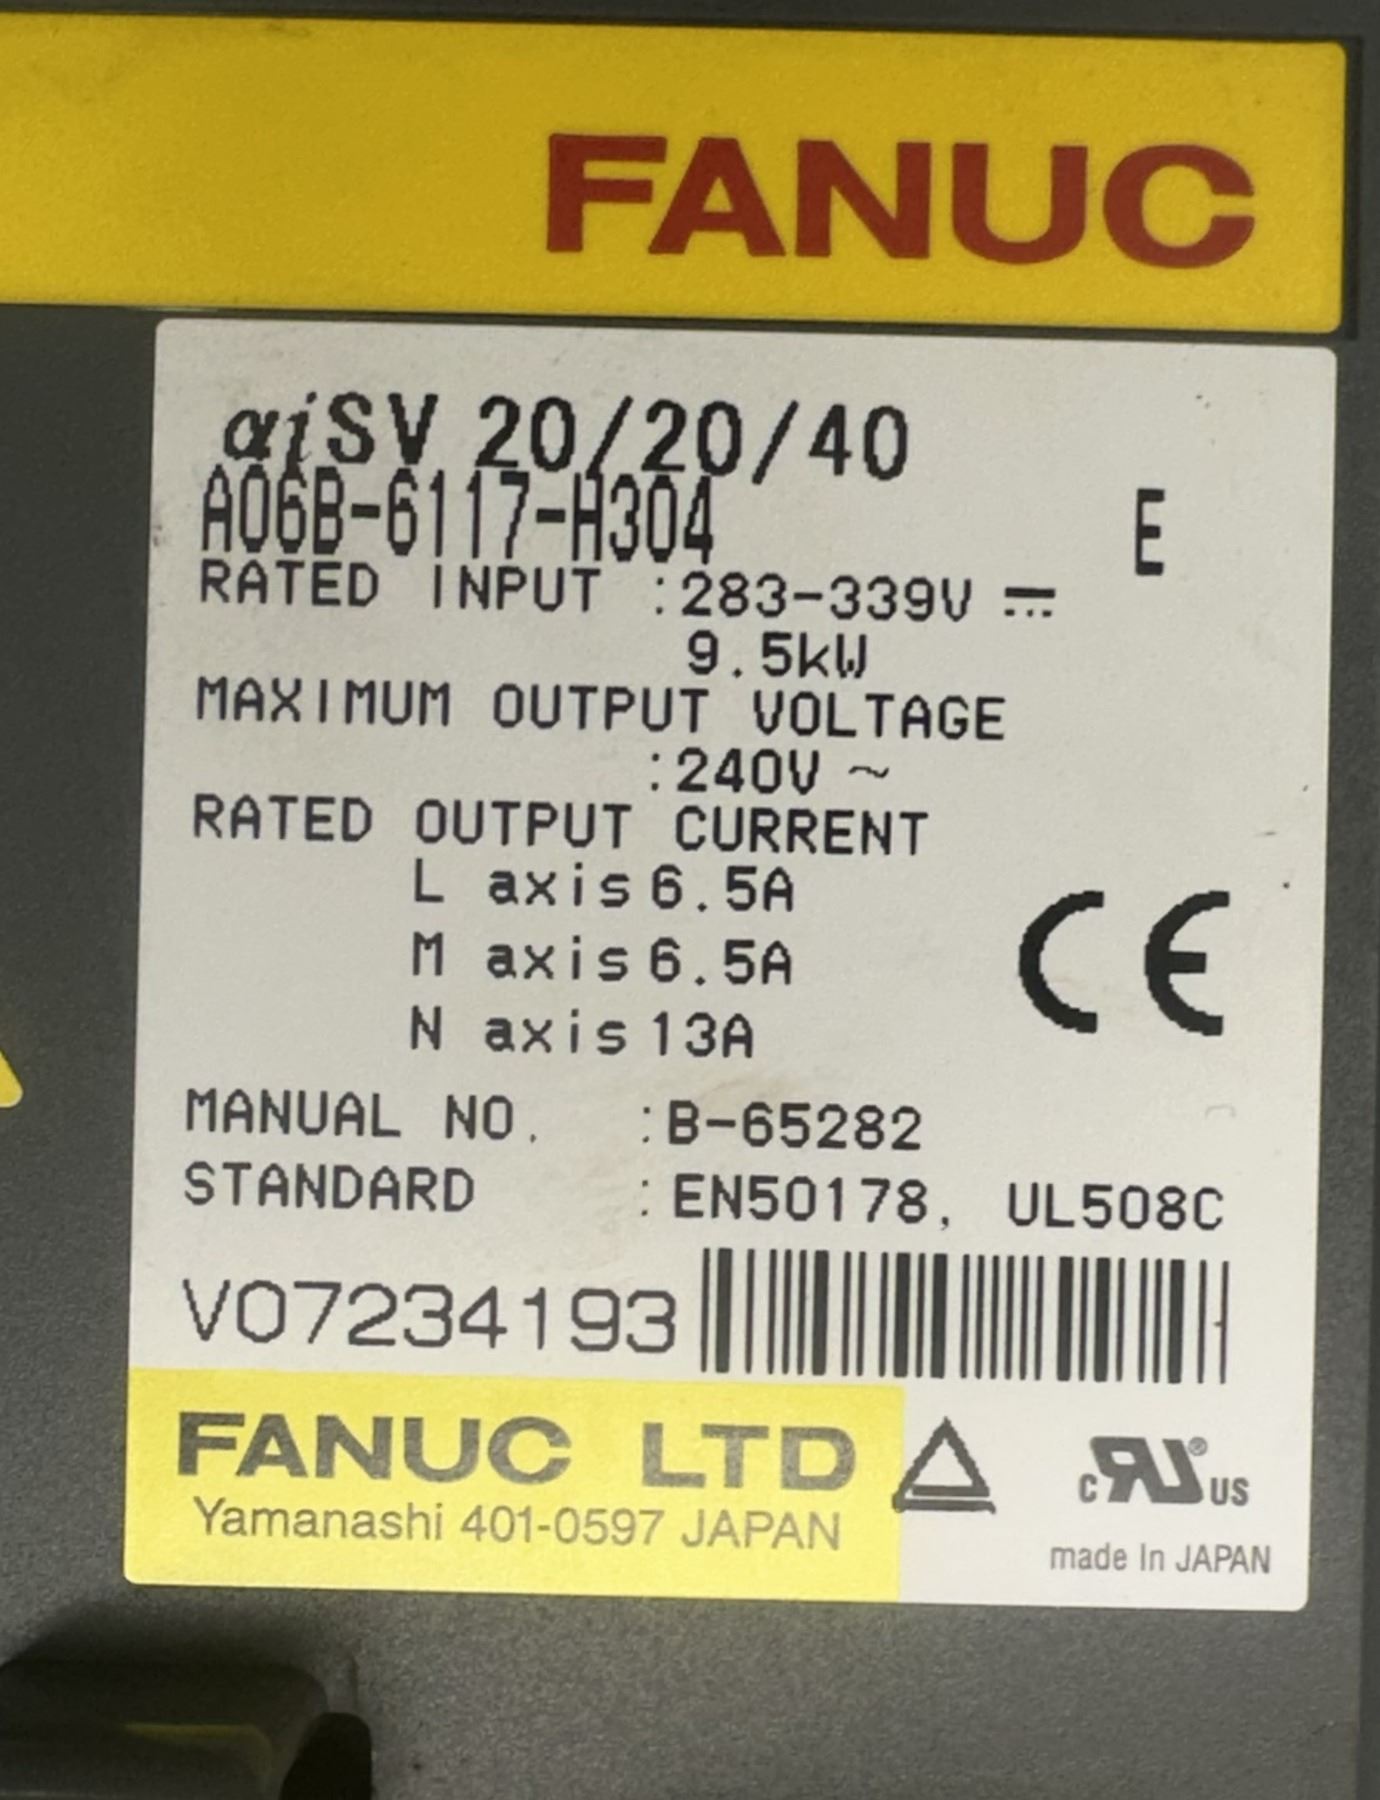 FANUC
αiSV 20/20/40
A06B-6117-H304 E
RATED INPUT :283-339V ⎓
9.5kW
MAXIMUM OUTPUT VOLTAGE
:240V ~
RATED OUTPUT CURRENT
L axis 6.5A
M axis 6.5A
N axis 13A
CE
MANUAL NO. :B-65282
STANDARD :EN50178, UL508C
V07234193
FANUC LTD
Yamanashi 401-0597 JAPAN
c RU ® US
made In JAPAN